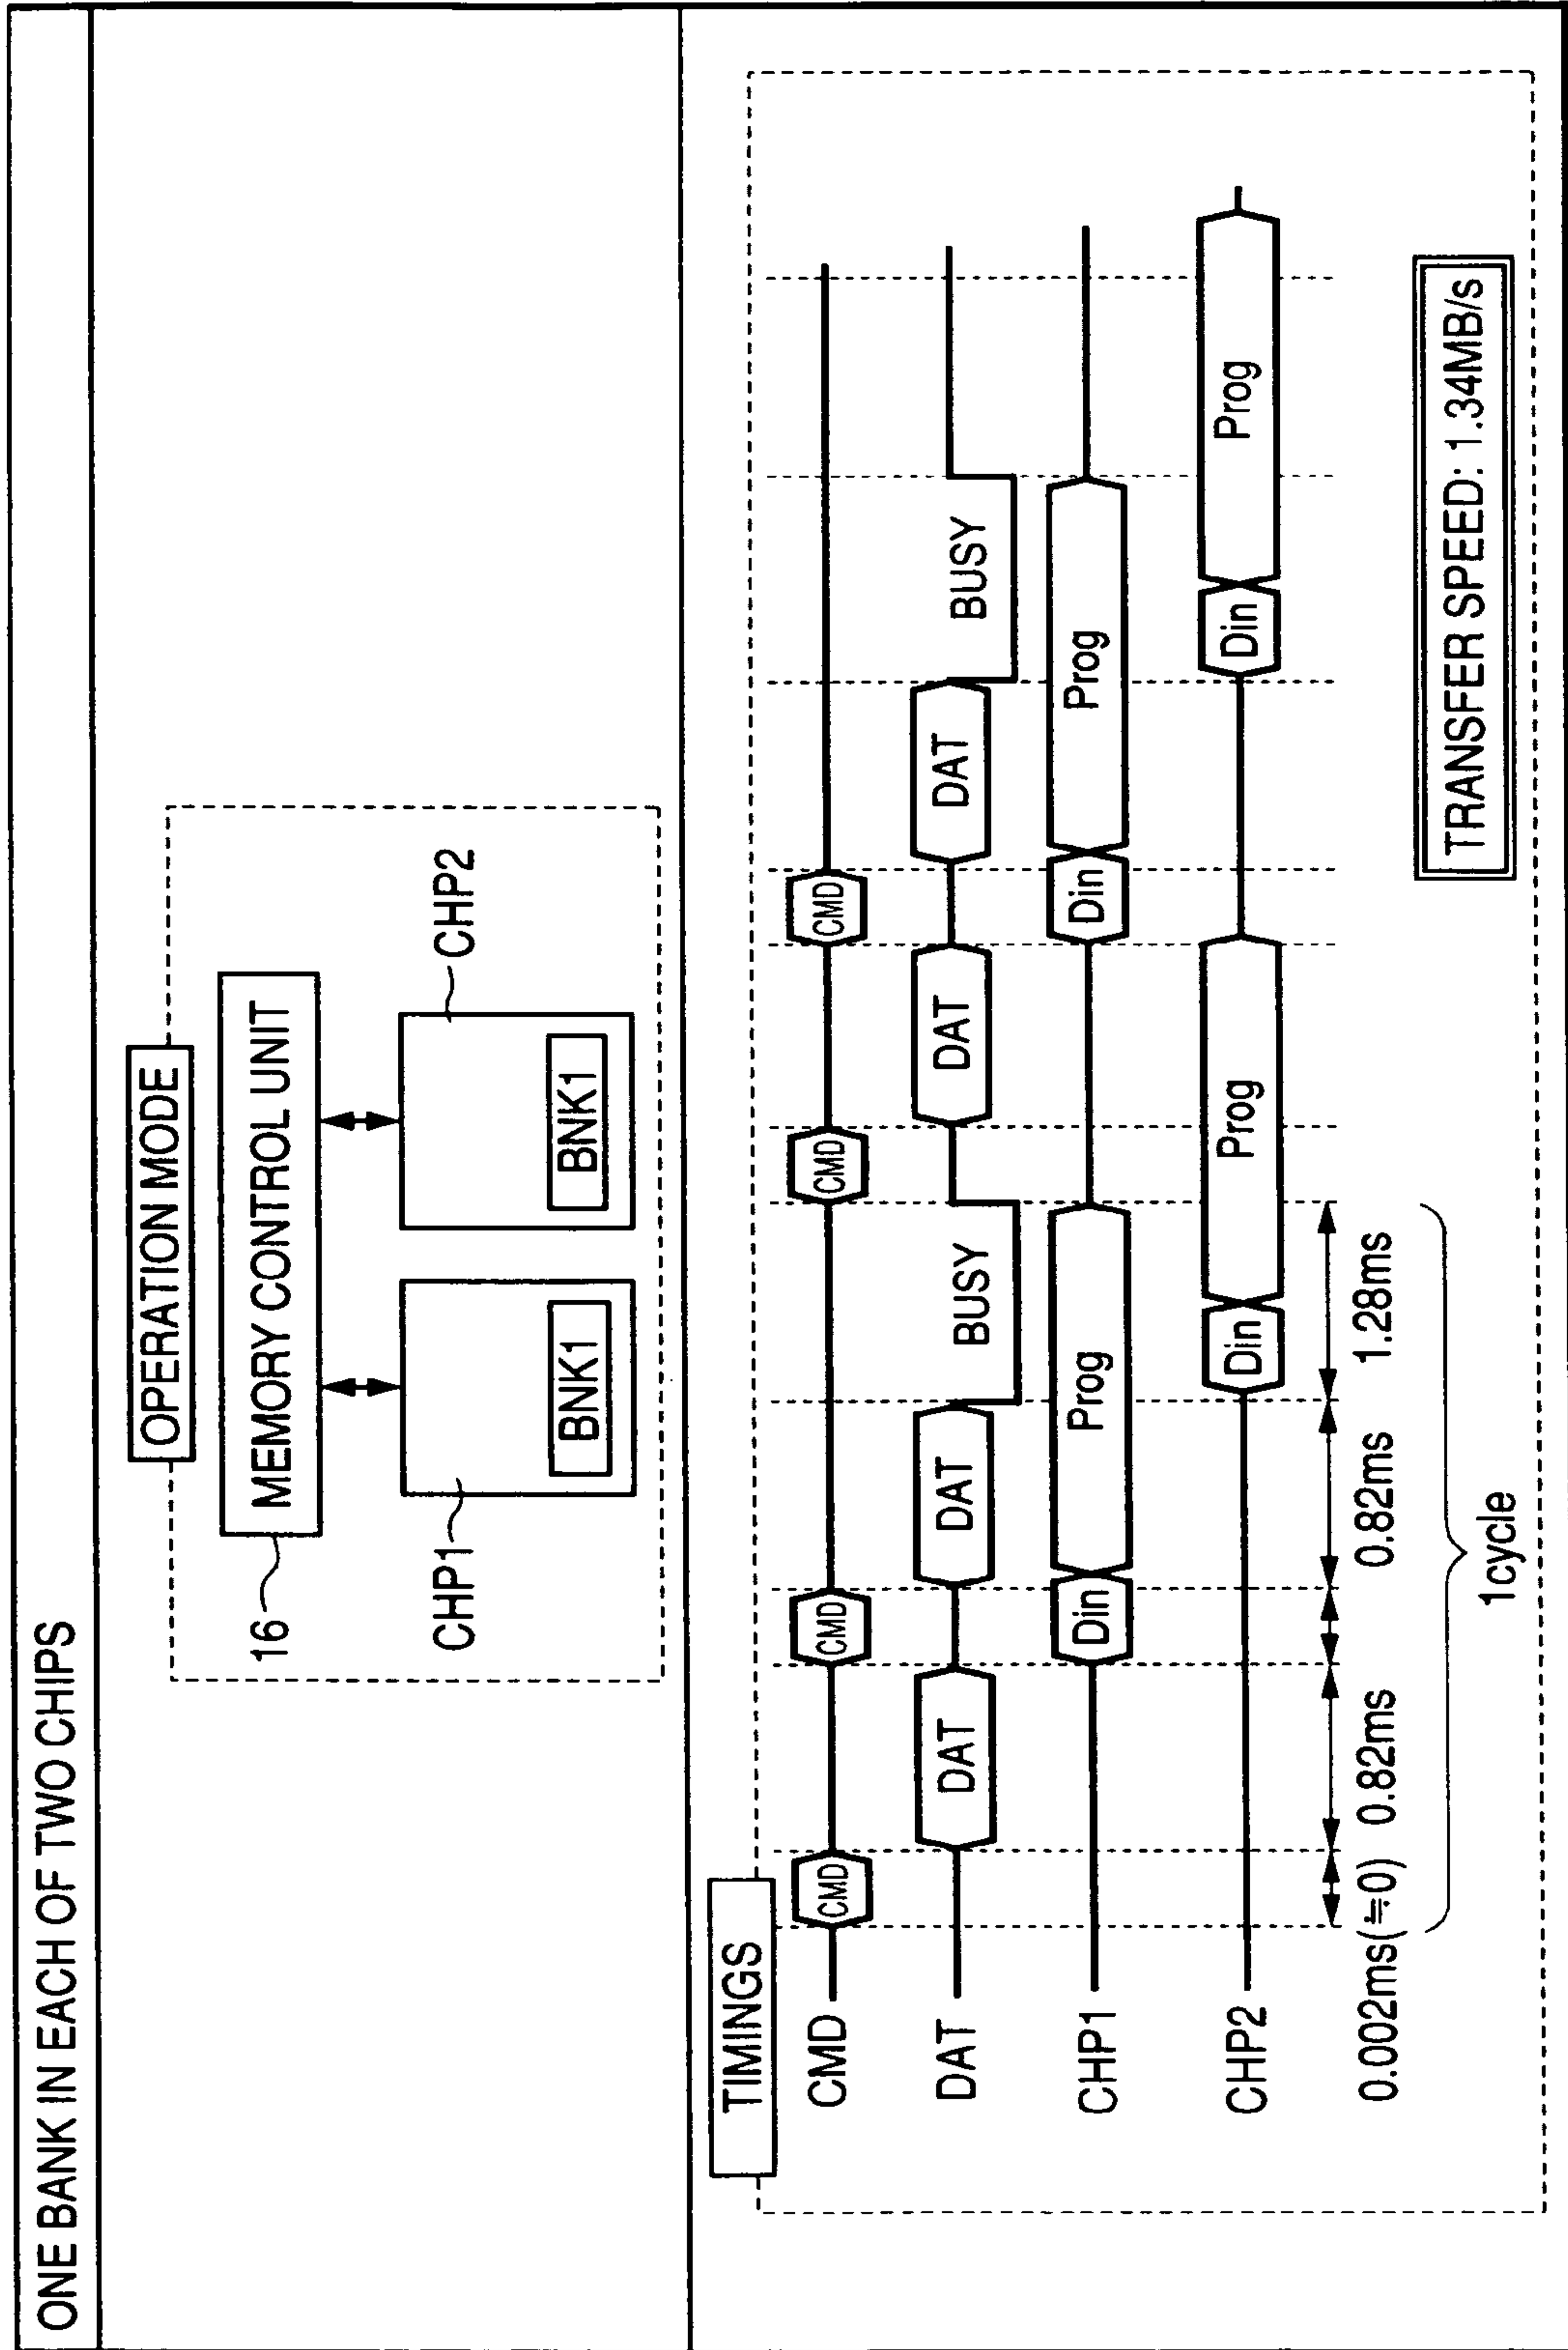 ONE BANK IN EACH OF TWO CHIPS
OPERATION MODE
16
MEMORY CONTROL UNIT
CHP1
BNK1
BNK1
CHP2
TIMINGS
CMD
CMD
CMD
CMD
CMD
DAT
DAT
DAT
BUSY
DAT
DAT
BUSY
CHP1
Din
Prog
Din
Prog
CHP2
Din
Prog
Din
Prog
0.002ms(≒0)
0.82ms
0.82ms
1.28ms
1cycle
TRANSFER SPEED: 1.34MB/s